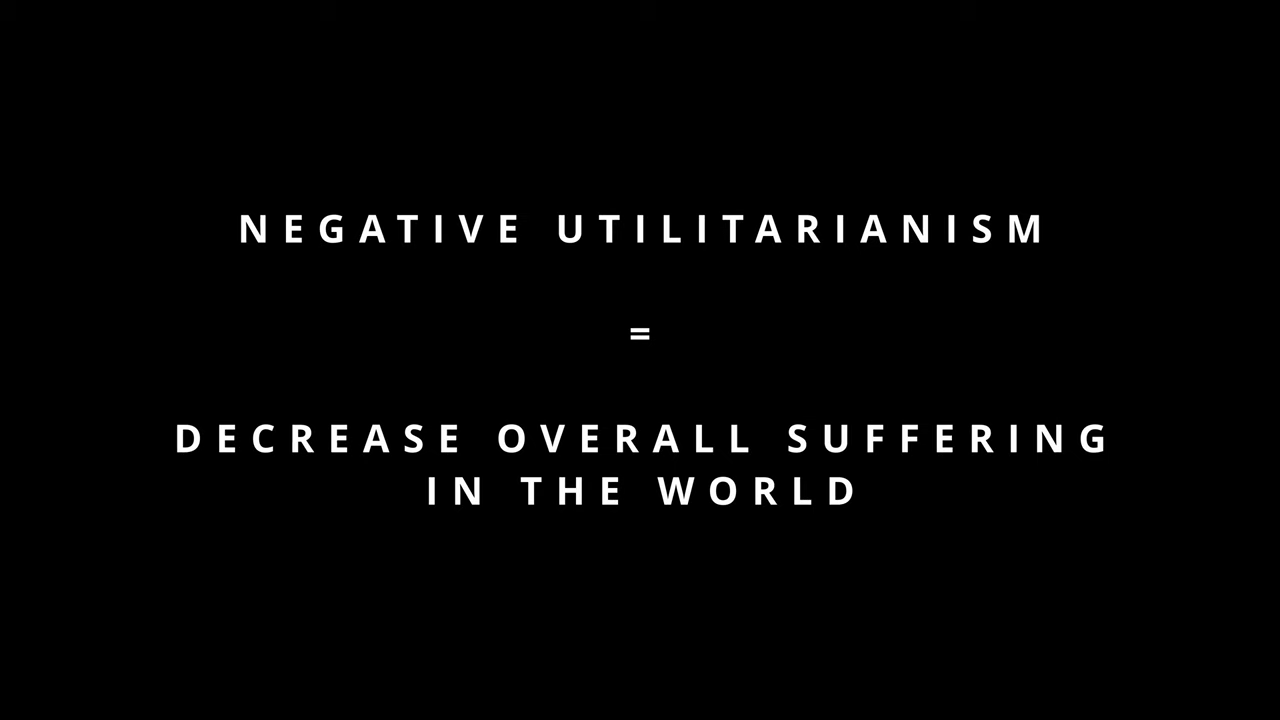 NEGATIVE UTILITARIANISM
=
DECREASE OVERALL SUFFERING
IN THE WORLD